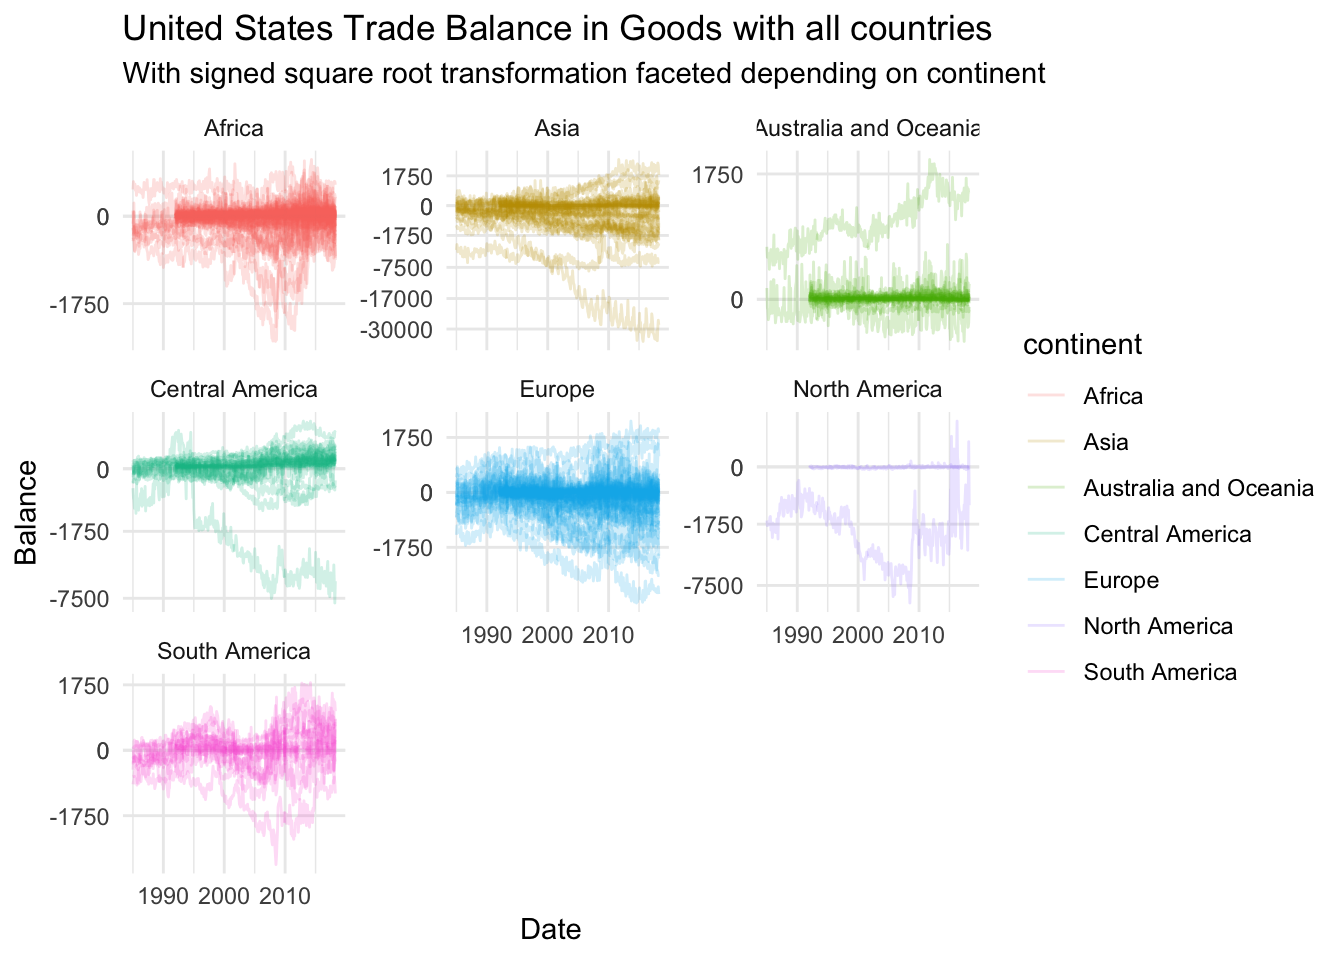 United States Trade Balance in Goods with all countries
With signed square root transformation faceted depending on continent
Africa
Asia
Australia and Oceania
0
-1750
1750
0
-1750
-7500
-17000
-30000
1750
0
Central America
Europe
North America
0
-1750
-7500
1750
0
-1750
0
-1750
-7500
1990 2000 2010
1990 2000 2010
South America
1750
0
-1750
1990 2000 2010
Date
Balance
continent
Africa
Asia
Australia and Oceania
Central America
Europe
North America
South America